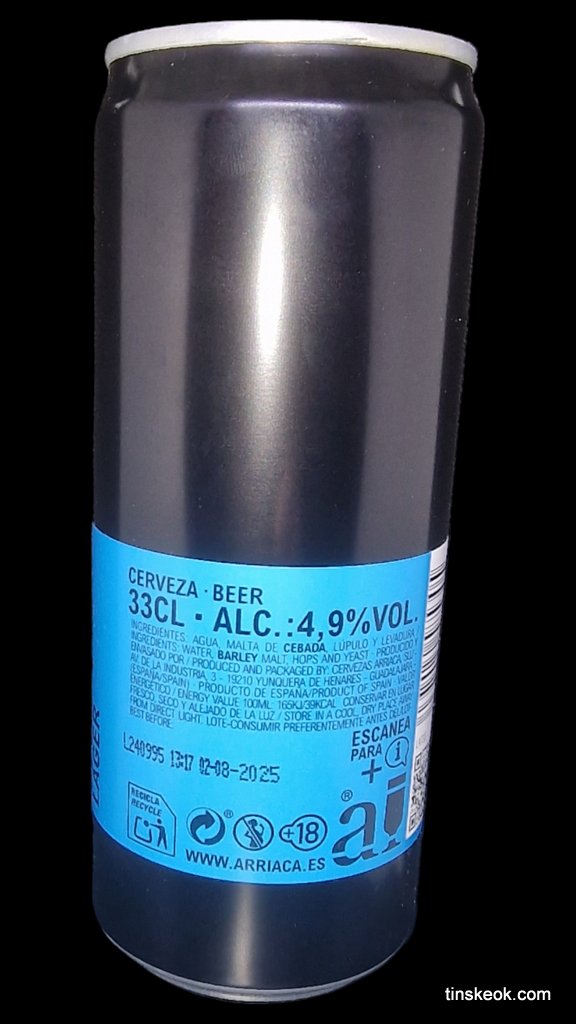 CERVEZA · BEER
33CL · ALC.:4,9%VOL.
INGREDIENTES: AGUA, MALTA DE CEBADA, LÚPULO Y LEVADURA /
INGREDIENTS: WATER, BARLEY MALT, HOPS AND YEAST · PRODUCIDO Y
ENVASADO POR / PRODUCED AND PACKAGED BY: CERVEZAS ARRIACA, SL.
AV. DE LA INDUSTRIA, 3 - 19210 YUNQUERA DE HENARES - GUADALAJARA -
(ESPAÑA/SPAIN) · PRODUCTO DE ESPAÑA/PRODUCT OF SPAIN · VALOR
ENERGÉTICO / ENERGY VALUE 100ML: 165KJ/39KCAL CONSERVAR EN LUGAR
FRESCO, SECO Y ALEJADO DE LA LUZ / STORE IN A COOL, DRY PLACE AWAY
FROM DIRECT LIGHT. LOTE-CONSUMIR PREFERENTEMENTE ANTES DEL/LOT-
BEST BEFORE:
L240995 13:17 02-08-2025
ESCANEA
PARA
+ i
LAGER
RECICLA
RECYCLE
®
+18
® ai
WWW.ARRIACA.ES
tinskeok.com